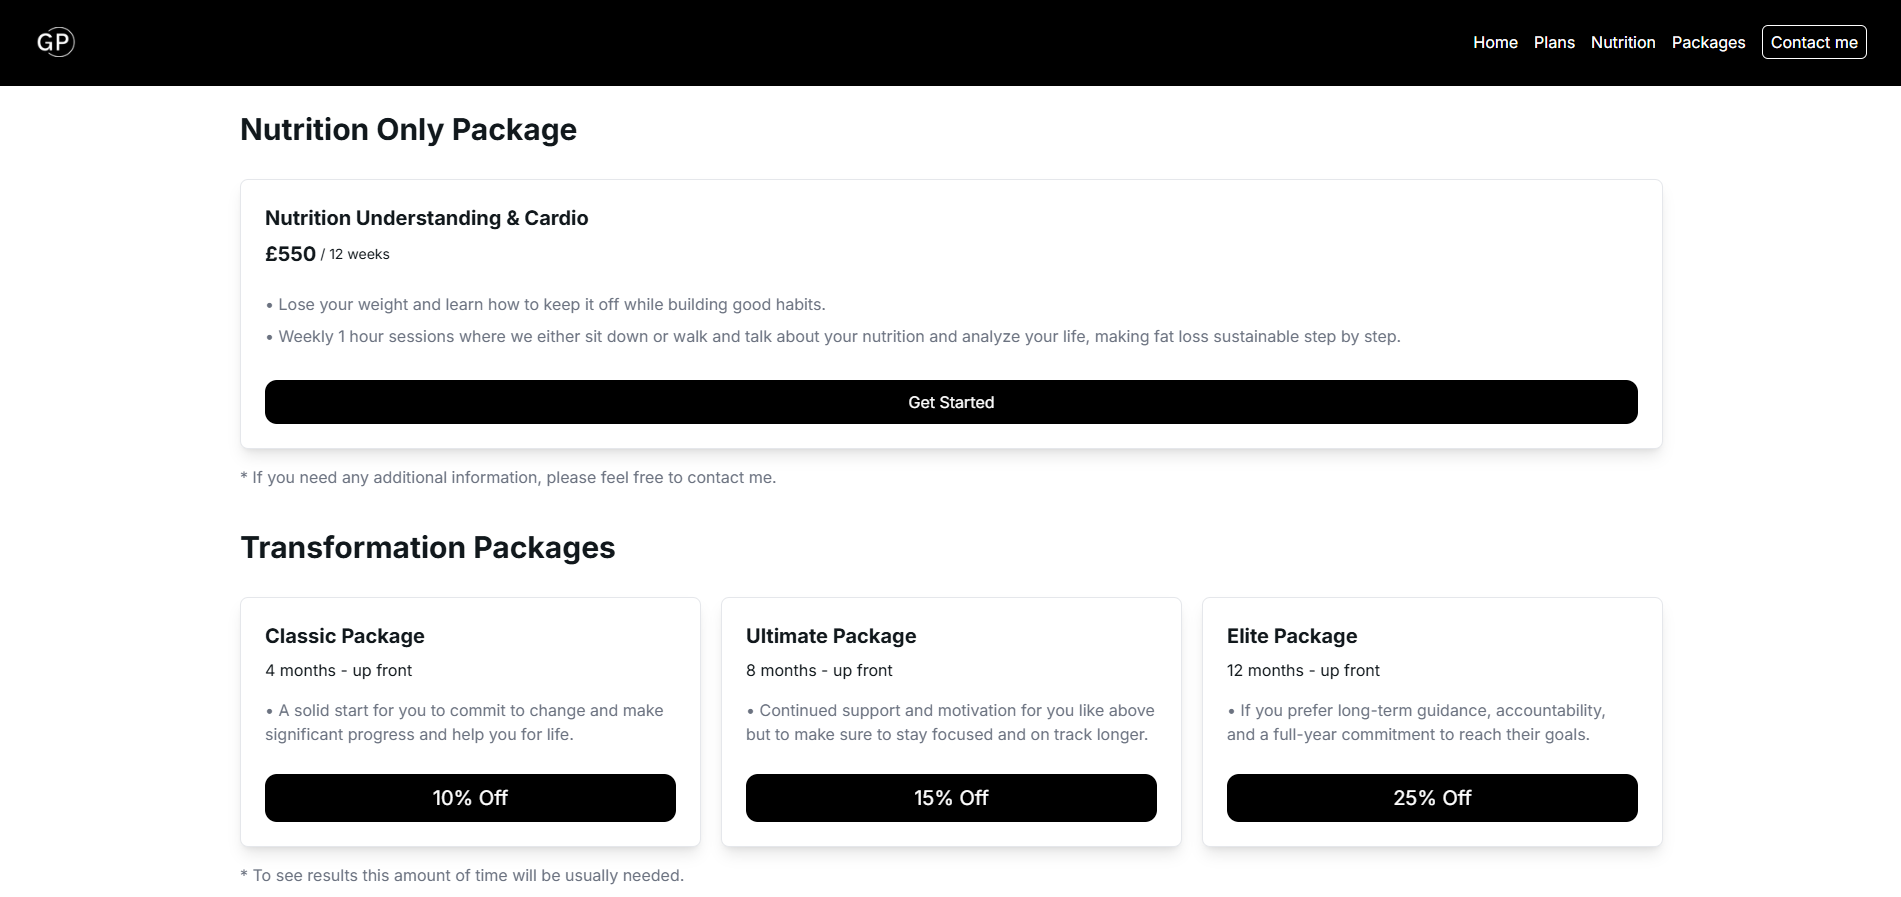 GP
Home Plans Nutrition Packages Contact me
Nutrition Only Package
Nutrition Understanding & Cardio
£550 / 12 weeks
• Lose your weight and learn how to keep it off while building good habits.
• Weekly 1 hour sessions where we either sit down or walk and talk about your nutrition and analyze your life, making fat loss sustainable step by step.
Get Started
* If you need any additional information, please feel free to contact me.
Transformation Packages
Classic Package
4 months - up front
• A solid start for you to commit to change and make
significant progress and help you for life.
10% Off
Ultimate Package
8 months - up front
• Continued support and motivation for you like above
but to make sure to stay focused and on track longer.
15% Off
Elite Package
12 months - up front
• If you prefer long-term guidance, accountability,
and a full-year commitment to reach their goals.
25% Off
* To see results this amount of time will be usually needed.